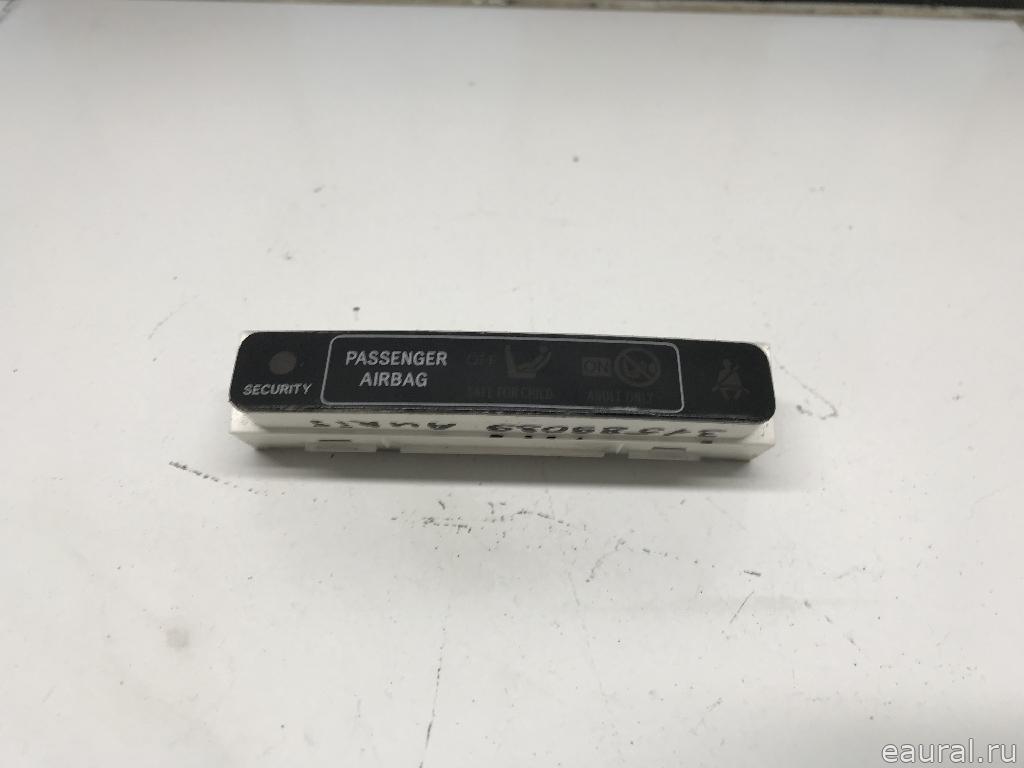 SECURITY
PASSENGER
AIRBAG
OFF
SAFE FOR CHILD
ON
ADULT ONLY
eaural.ru